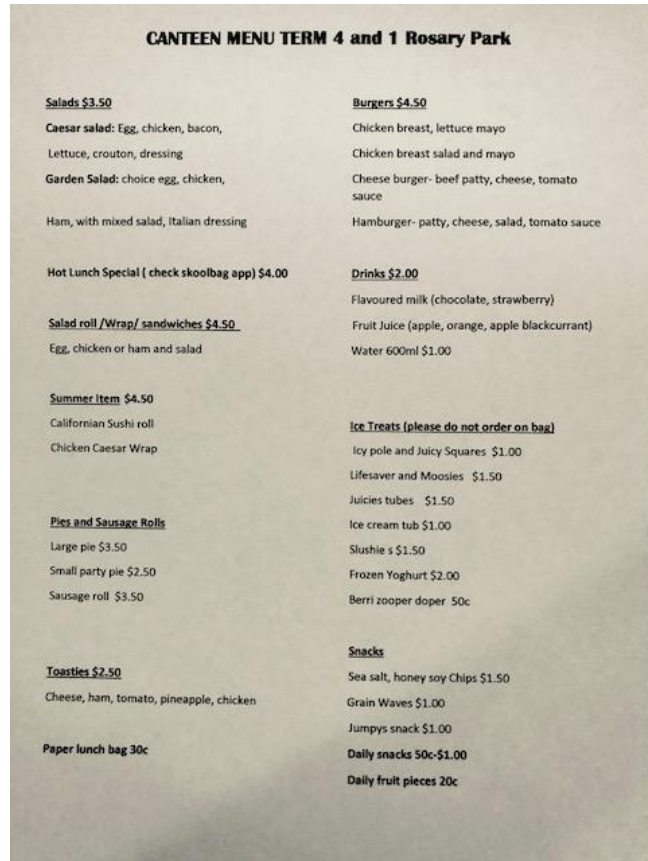 CANTEEN MENU TERM 4 and 1 Rosary Park
Salads $3.50
Caesar salad: Egg, chicken, bacon,
Lettuce, crouton, dressing
Garden Salad: choice egg, chicken,
Ham, with mixed salad, Italian dressing
Hot Lunch Special ( check skoolbag app) $4.00
Salad roll /Wrap/ sandwiches $4.50
Egg, chicken or ham and salad
Summer Item $4.50
Californian Sushi roll
Chicken Caesar Wrap
Pies and Sausage Rolls
Large pie $3.50
Small party pie $2.50
Sausage roll $3.50
Toasties $2.50
Cheese, ham, tomato, pineapple, chicken
Paper lunch bag 30c
Burgers $4.50
Chicken breast, lettuce mayo
Chicken breast salad and mayo
Cheese burger- beef patty, cheese, tomato
sauce
Hamburger- patty, cheese, salad, tomato sauce
Drinks $2.00
Flavoured milk (chocolate, strawberry)
Fruit Juice (apple, orange, apple blackcurrant)
Water 600ml $1.00
Ice Treats (please do not order on bag)
Icy pole and Juicy Squares $1.00
Lifesaver and Moosies $1.50
Juicies tubes $1.50
Ice cream tub $1.00
Slushie s $1.50
Frozen Yoghurt $2.00
Berri zooper doper 50c
Snacks
Sea salt, honey soy Chips $1.50
Grain Waves $1.00
Jumpys snack $1.00
Daily snacks 50c-$1.00
Daily fruit pieces 20c